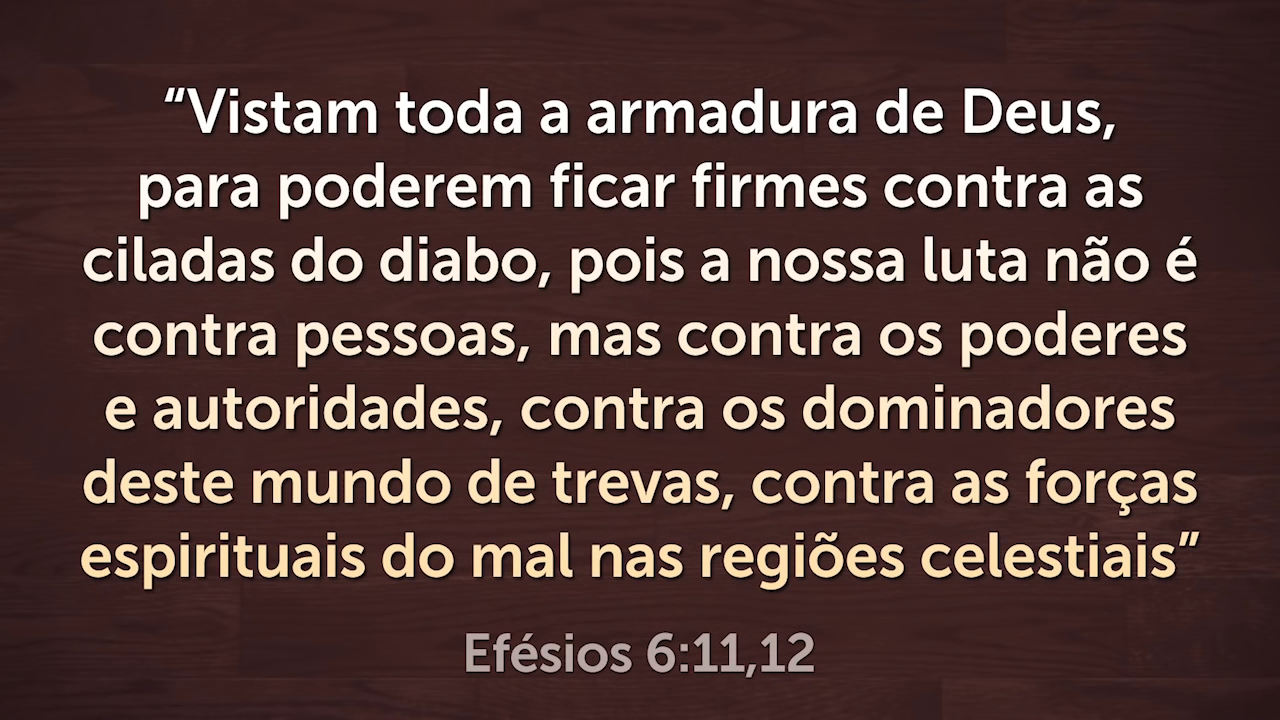 “Vistam toda a armadura de Deus,
para poderem ficar firmes contra as
ciladas do diabo, pois a nossa luta não é
contra pessoas, mas contra os poderes
e autoridades, contra os dominadores
deste mundo de trevas, contra as forças
espirituais do mal nas regiões celestiais”
Efésios 6:11,12